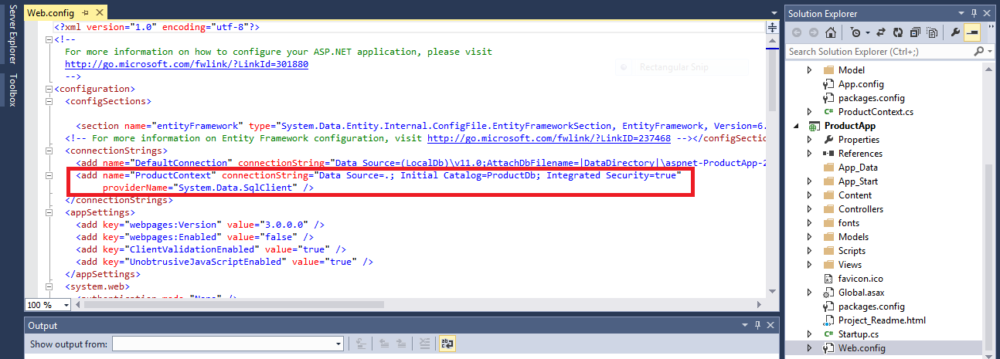 Server Explorer
Toolbox
Web.config
<?xml version="1.0" encoding="utf-8"?>
<!--
For more information on how to configure your ASP.NET application, please visit
http://go.microsoft.com/fwlink/?LinkId=301880
-->
<configuration>
<configSections>
<section name="entityFramework" type="System.Data.Entity.Internal.ConfigFile.EntityFrameworkSection, EntityFramework, Version=6.
<!-- For more information on Entity Framework configuration, visit http://go.microsoft.com/fwlink/?LinkID=237468 --></configSectio
<connectionStrings>
<add name="DefaultConnection" connectionString="Data Source=(LocalDb)\v11.0;AttachDbFilename=|DataDirectory|\aspnet-ProductApp-2
<add name="ProductContext" connectionString="Data Source=.; Initial Catalog=ProductDb; Integrated Security=true"
providerName="System.Data.SqlClient" />
</connectionStrings>
<appSettings>
<add key="webpages:Version" value="3.0.0.0" />
<add key="webpages:Enabled" value="false" />
<add key="ClientValidationEnabled" value="true" />
<add key="UnobtrusiveJavaScriptEnabled" value="true" />
</appSettings>
<system.web>
<authentication mode="None" />
Rectangular Snip
100 %
Output
Show output from:
Solution Explorer
Search Solution Explorer (Ctrl+;)
Model
App.config
packages.config
C# ProductContext.cs
ProductApp
Properties
References
App_Data
App_Start
Content
Controllers
fonts
Models
Scripts
Views
favicon.ico
Global.asax
packages.config
Project_Readme.html
C# Startup.cs
Web.config